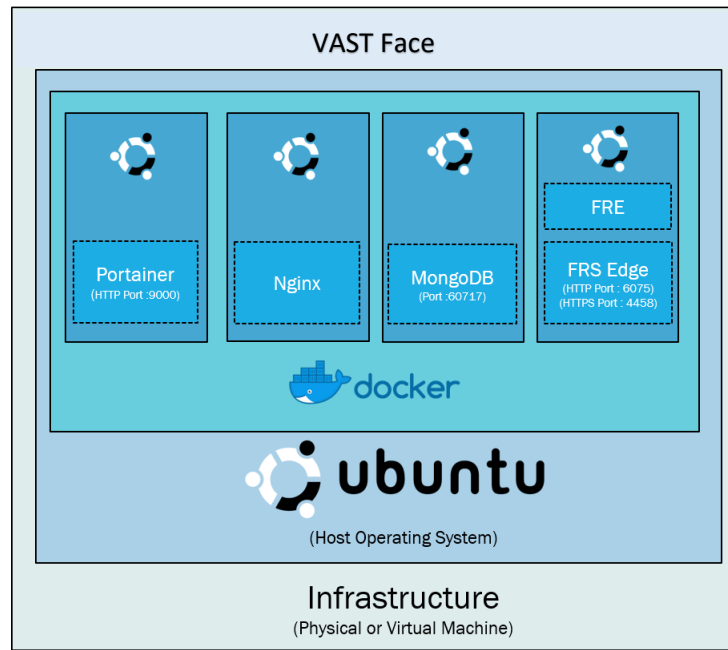 VAST Face
Portainer
(HTTP Port :9000)
Nginx
MongoDB
(Port :60717)
FRE
FRS Edge
(HTTP Port : 6075)
(HTTPS Port : 4458)
docker
ubuntu
(Host Operating System)
Infrastructure
(Physical or Virtual Machine)